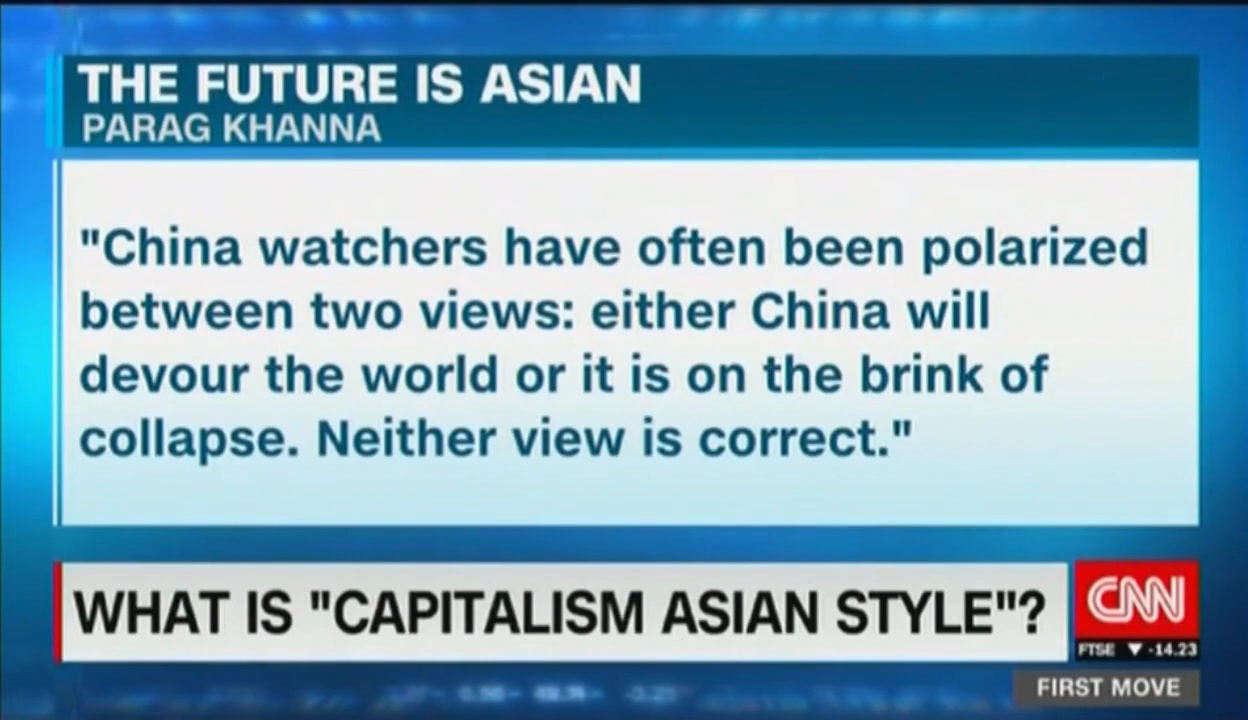 THE FUTURE IS ASIAN
PARAG KHANNA
"China watchers have often been polarized
between two views: either China will
devour the world or it is on the brink of
collapse. Neither view is correct."
WHAT IS "CAPITALISM ASIAN STYLE"?
CNN
FTSE ▼ -14.23
FIRST MOVE